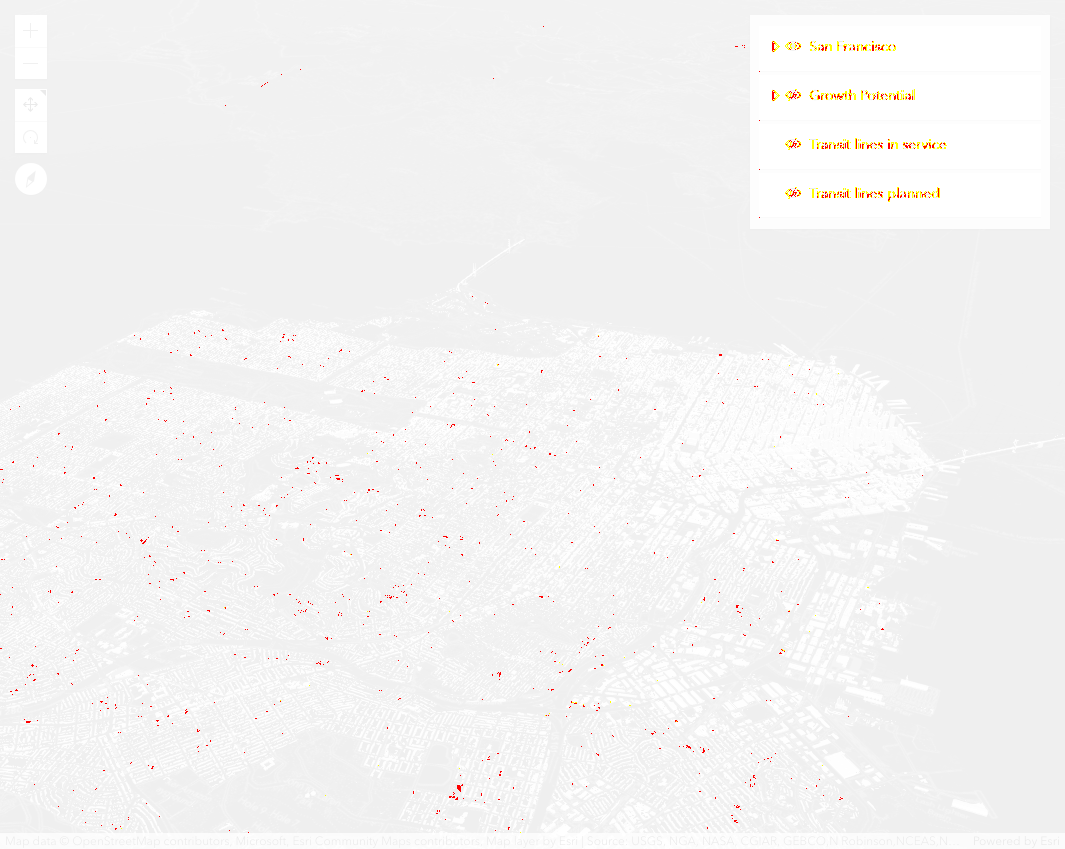 San Francisco
Growth Potential
Transit lines in service
Transit lines planned
Map data © OpenStreetMap contributors, Microsoft, Esri Community Maps contributors, Map layer by Esri | Source: USGS, NGA, NASA, CGIAR, GEBCO,N Robinson,NCEAS,N Powered by Esri